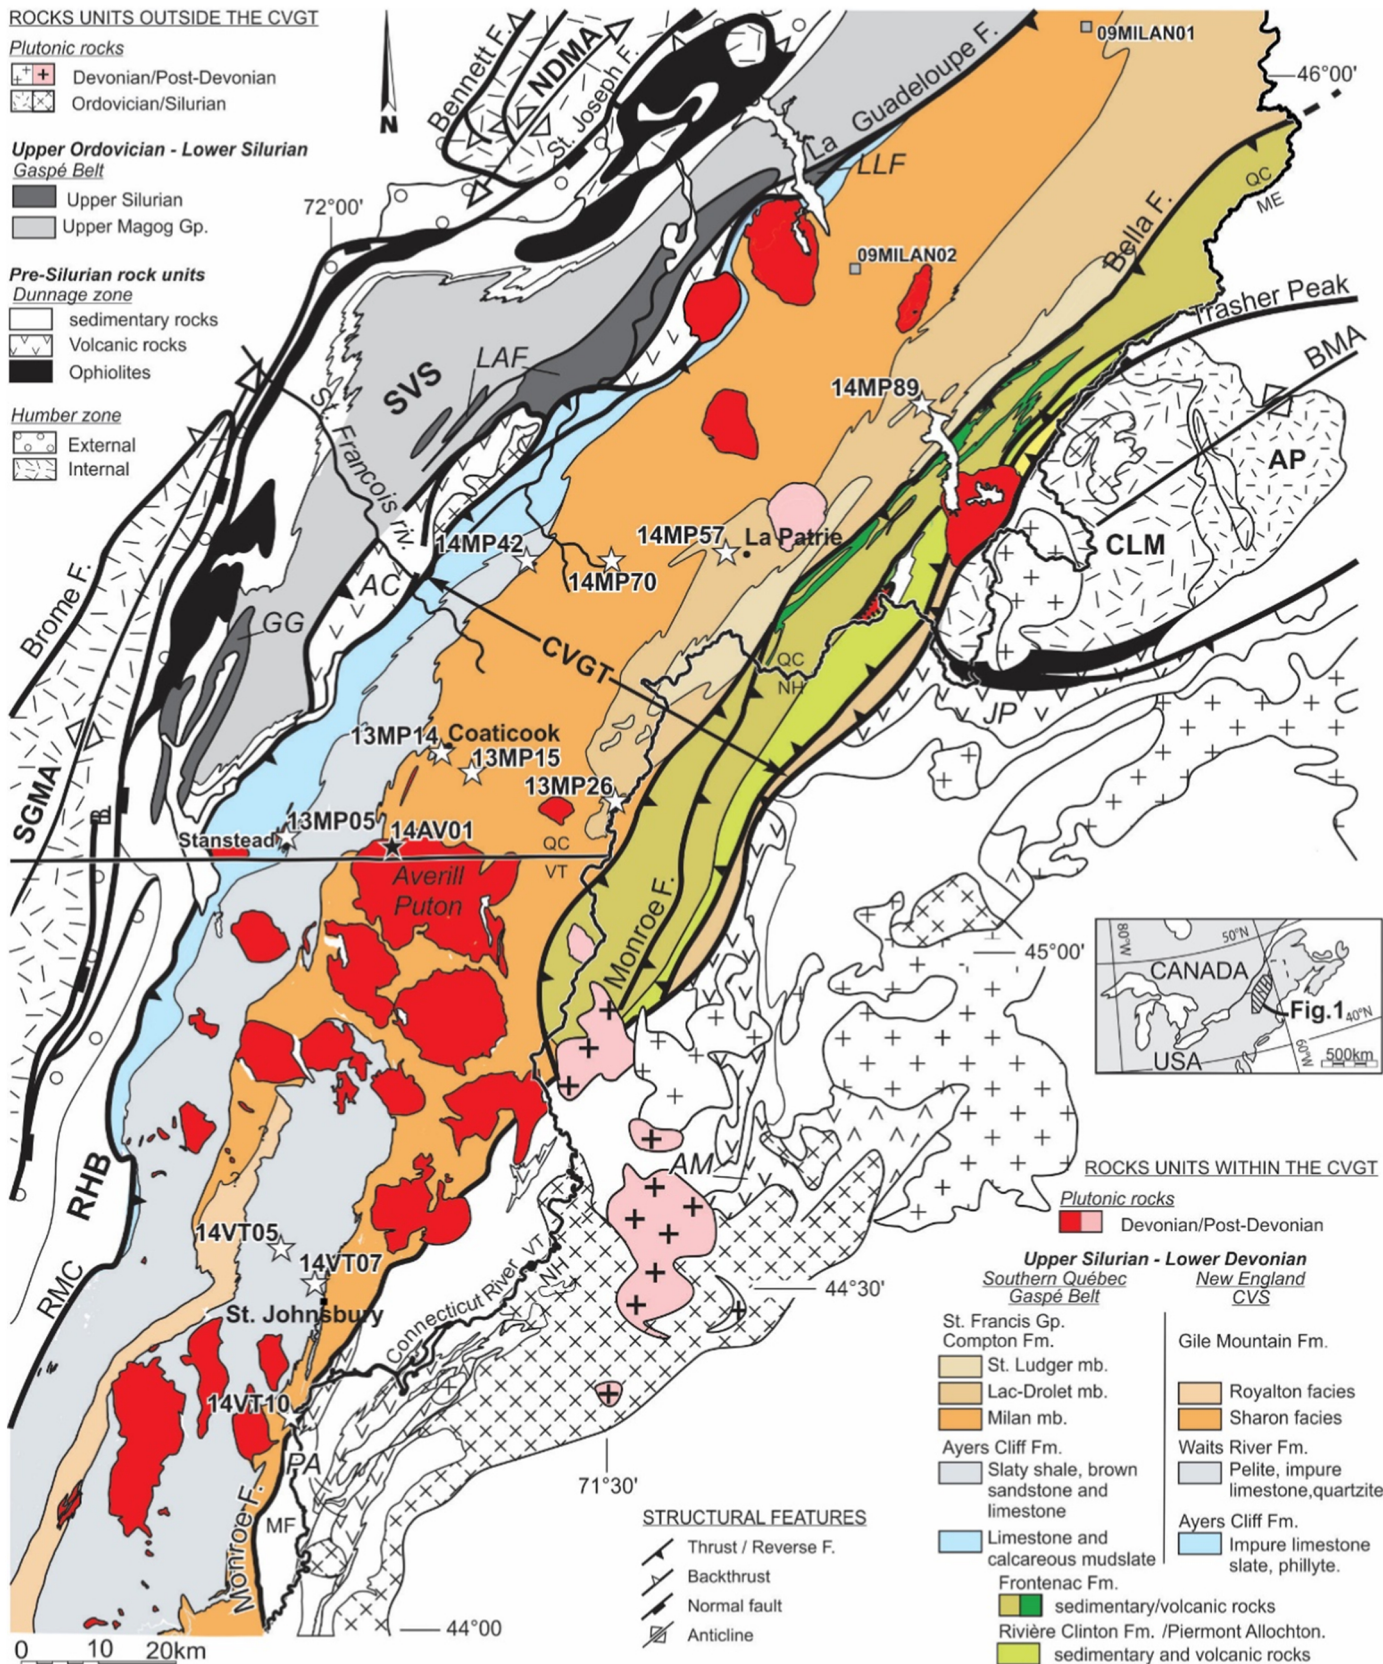 ROCKS UNITS OUTSIDE THE CVGT
Plutonic rocks
Devonian/Post-Devonian
Ordovician/Silurian
Upper Ordovician - Lower Silurian
Gaspé Belt
Upper Silurian
Upper Magog Gp.
Pre-Silurian rock units
Dunnage zone
sedimentary rocks
Volcanic rocks
Ophiolites
Humber zone
External
Internal
N
Bennett F.
NDMA
St. Joseph F.
La Guadeloupe F.
LLF
09MILAN01
46°00'
QC
ME
72°00'
Bella F.
09MILAN02
Trasher Peak
BMA
SVS
LAF
14MP89
AP
St. Francois riv.
14MP42
14MP57
La Patrie
14MP70
CLM
AC
Brome F.
GG
CVGT
QC
NH
JP
13MP14
Coaticook
13MP15
13MP26
SGMA
13MP05
Stanstead
14AV01
QC
VT
Averill
Puton
Monroe F.
45°00'
80°W
50°N
CANADA
Fig.1
40°N
USA
60°W
500km
RHB
AM
14VT05
14VT07
RMC
VT
NH
St. Johnsbury
Connecticut River
44°30'
14VT10
PA
71°30'
Monroe F.
MF
44°00
0 10 20km
STRUCTURAL FEATURES
Thrust / Reverse F.
Backthrust
Normal fault
Anticline
ROCKS UNITS WITHIN THE CVGT
Plutonic rocks
Devonian/Post-Devonian
Upper Silurian - Lower Devonian
Southern Québec
Gaspé Belt
St. Francis Gp.
Compton Fm.
St. Ludger mb.
Lac-Drolet mb.
Milan mb.
Ayers Cliff Fm.
Slaty shale, brown
sandstone and
limestone
Limestone and
calcareous mudslate
New England
CVS
Gile Mountain Fm.
Royalton facies
Sharon facies
Waits River Fm.
Pelite, impure
limestone,quartzite
Ayers Cliff Fm.
Impure limestone
slate, phyllyte.
Frontenac Fm.
sedimentary/volcanic rocks
Rivière Clinton Fm. /Piermont Allochton.
sedimentary and volcanic rocks